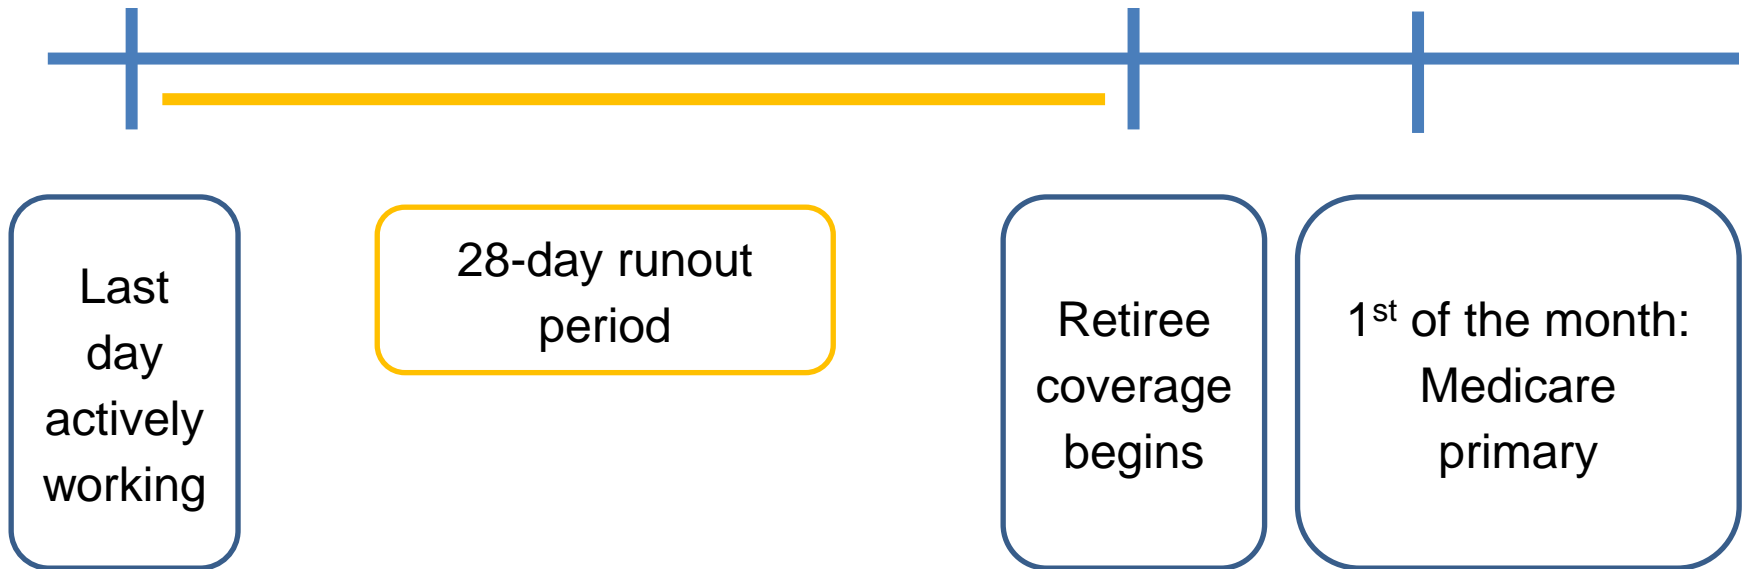 Last
day
actively
working
28-day runout
period
Retiree
coverage
begins
1st of the month:
Medicare
primary